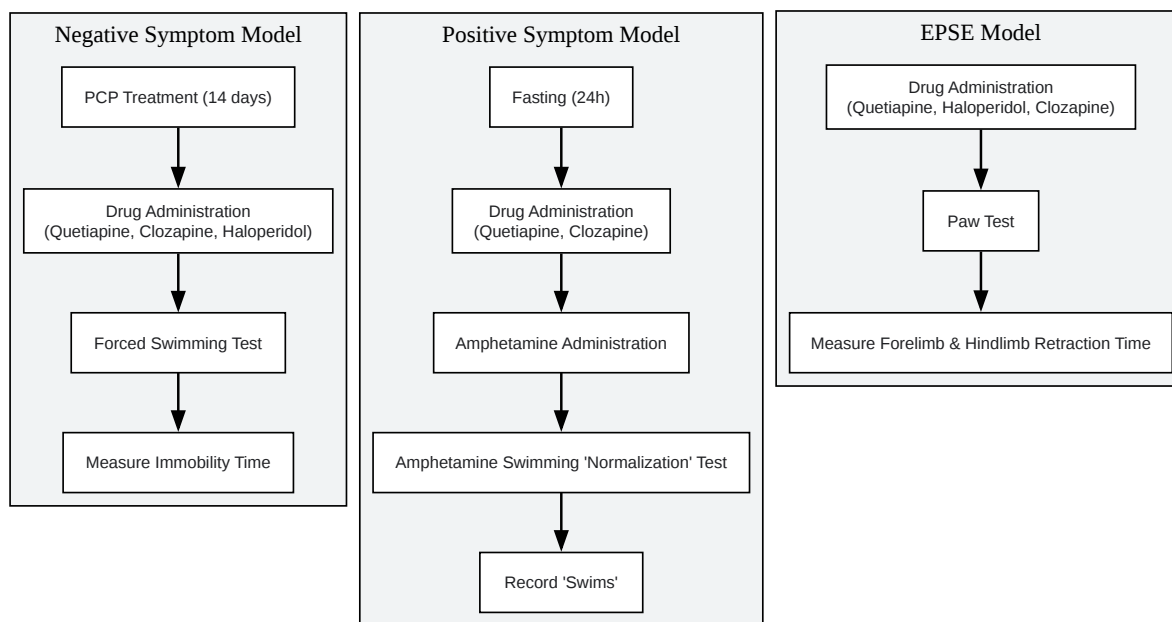 Negative Symptom Model
PCP Treatment (14 days)
Drug Administration
(Quetiapine, Clozapine, Haloperidol)
Forced Swimming Test
Measure Immobility Time
Positive Symptom Model
Fasting (24h)
Drug Administration
(Quetiapine, Clozapine)
Amphetamine Administration
Amphetamine Swimming 'Normalization' Test
Record 'Swims'
EPSE Model
Drug Administration
(Quetiapine, Haloperidol, Clozapine)
Paw Test
Measure Forelimb & Hindlimb Retraction Time